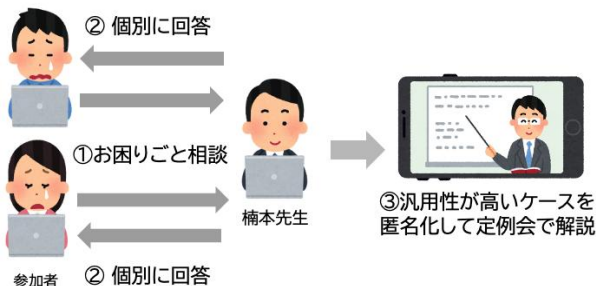 ② 個別に回答
①お困りごと相談
楠本先生
③汎用性が高いケースを
匿名化して定例会で解説
参加者
② 個別に回答